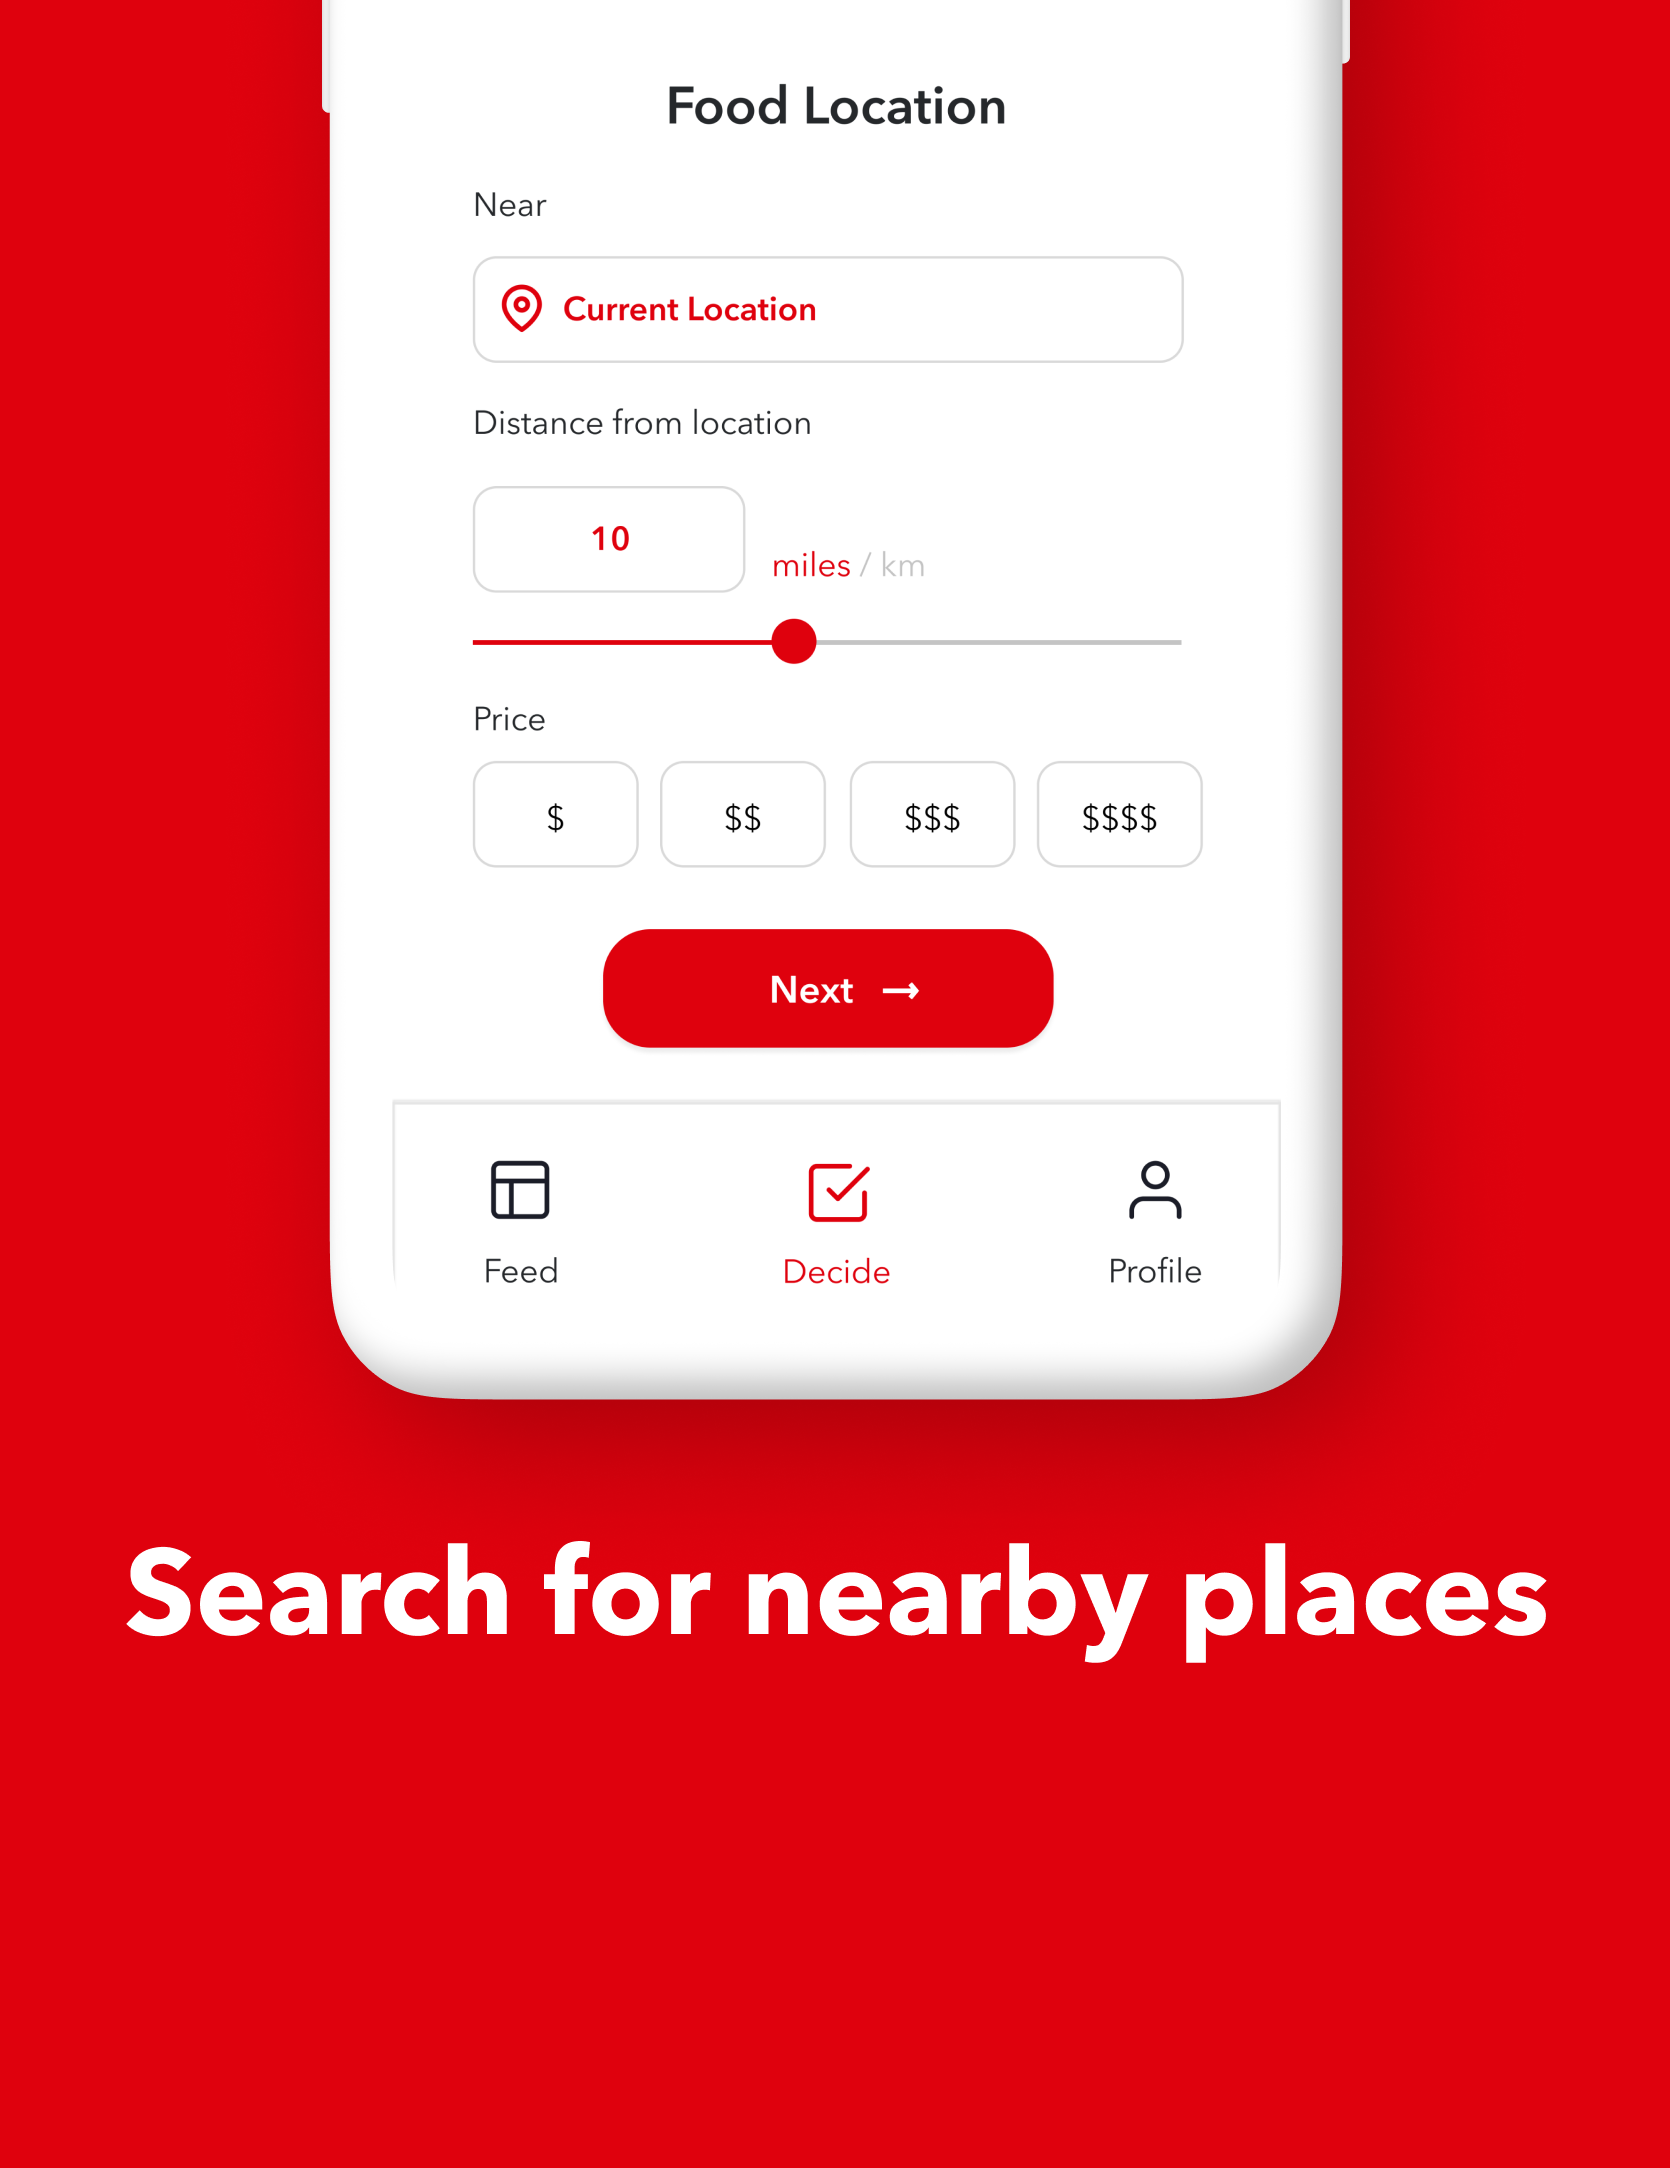 Food Location
Near
Current Location
Distance from location
10
miles / km
Price
$ $$ $$$ $$$$
Next →
Feed Decide Profile
Search for nearby places